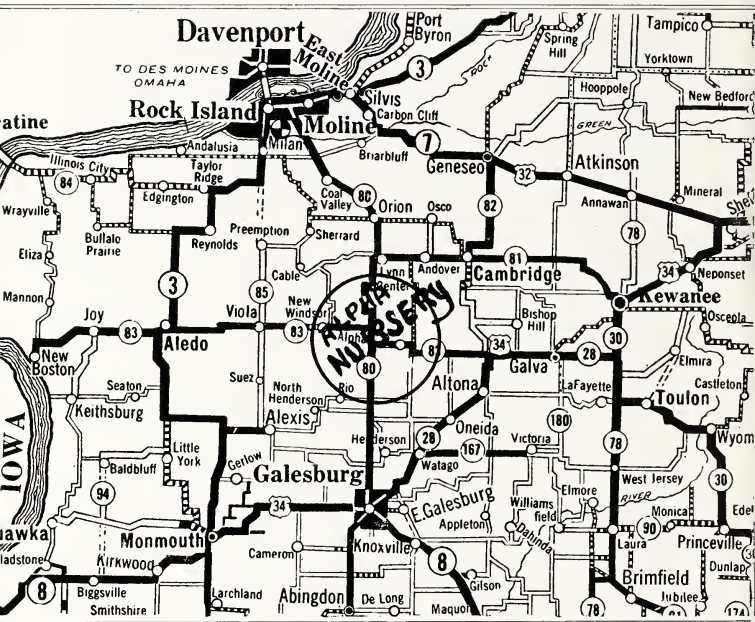 Davenport
East
Moline
Port
Byron
Tampico
Spring
Hill
Yorktown
TO DES MOINES
OMAHA
3
ROCK
Hooppole
New Bedford
Rock Island
Moline
Silvis
Carbon Cliff
GREEN
atine
Andalusia
Milan
Briarbluff
7
Geneseo
32
Atkinson
Illinois City
84
Taylor
Ridge
Edgington
Coal
Valley
80
Orion
Osco
82
Annawan
Mineral
Wrayville
Buffalo
Prairie
Reynolds
Preemption
Sherrard
78
Eliza
Cable
Lynn
Center
Andover
Cambridge
81
34
Neponset
Mannon
3
85
New
Windsor
ALPHA
NURSERY
Bishop
Hill
Kewanee
Joy
83
Aledo
Viola
83
Alpha
34
30
Osceola
New
Boston
80
Galva
28
Elmira
Suez
Altona
LaFayette
Castleton
Seaton
North
Henderson
Rio
Toulon
Keithsburg
Alexis
Oneida
180
Wyom
IOWA
Henderson
28
167
Victoria
78
Little
York
Baldbluff
Gerlow
Galesburg
Watago
West Jersey
30
94
34
E. Galesburg
Appleton
Williams
field
Elmore
RIVER
Monica
90
Edel
awka
Monmouth
Dahinda
Laura
Princeville
ladstone
Kirkwood
Cameron
Knoxville
8
Brimfield
Dunlap
8
Biggsville
Larchland
Abingdon
De Long
Gilson
Jubilee
Smithshire
Maquon
78
174